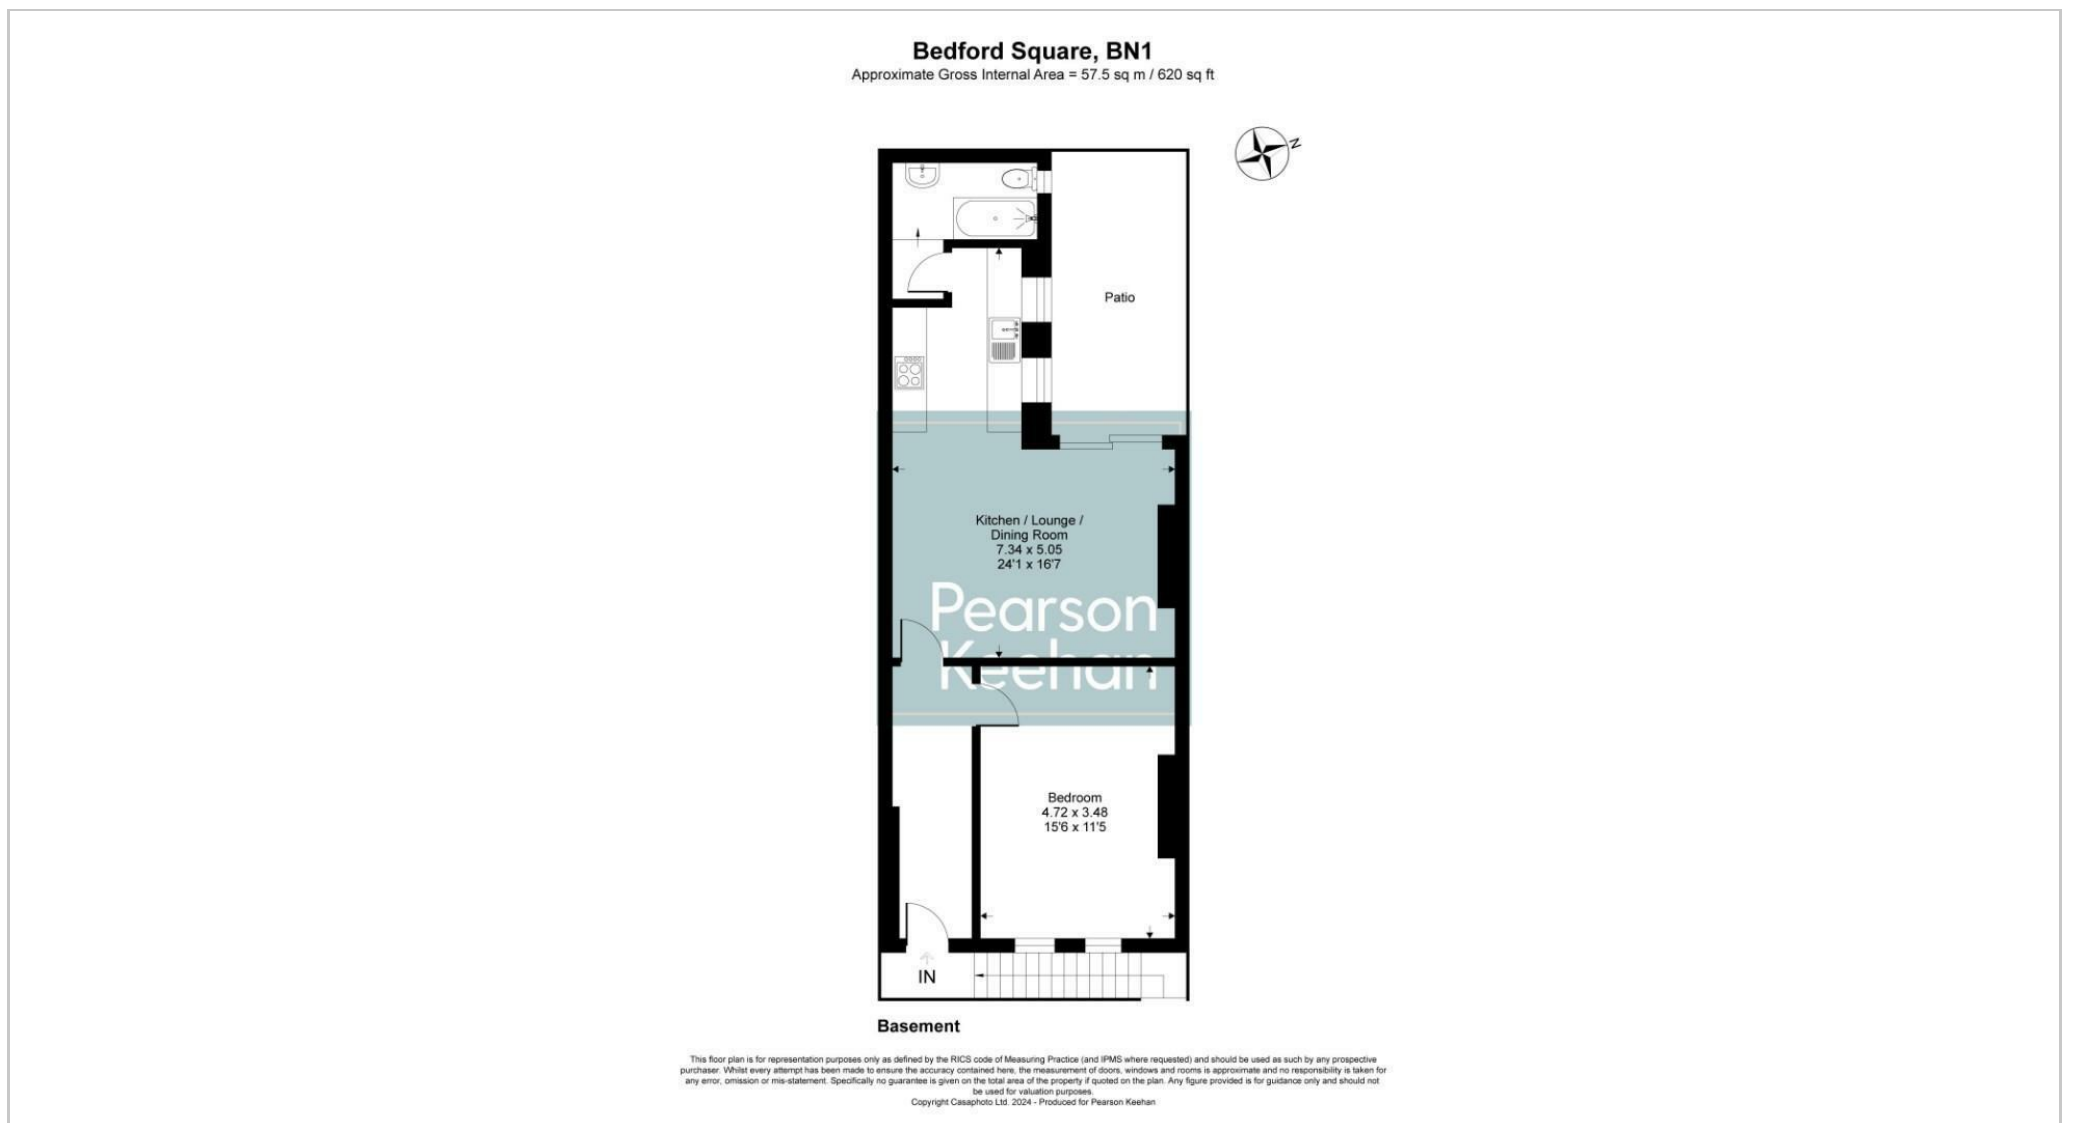 Bedford Square, BN1
Approximate Gross Internal Area = 57.5 sq m / 620 sq ft
N
Patio
Kitchen / Lounge /
Dining Room
7.34 x 5.05
24'1 x 16'7
Pearson
Keehan
Bedroom
4.72 x 3.48
15'6 x 11'5
IN
Basement
This floor plan is for representation purposes only as defined by the RICS code of Measuring Practice (and IPMS where requested) and should be used as such by any prospective
purchaser. Whilst every attempt has been made to ensure the accuracy contained here, the measurement of doors, windows and rooms is approximate and no responsibility is taken for
any error, omission or mis-statement. Specifically no guarantee is given on the total area of the property if quoted on the plan. Any figure provided is for guidance only and should not
be used for valuation purposes.
Copyright Casaphoto Ltd. 2024 - Produced for Pearson Keehan